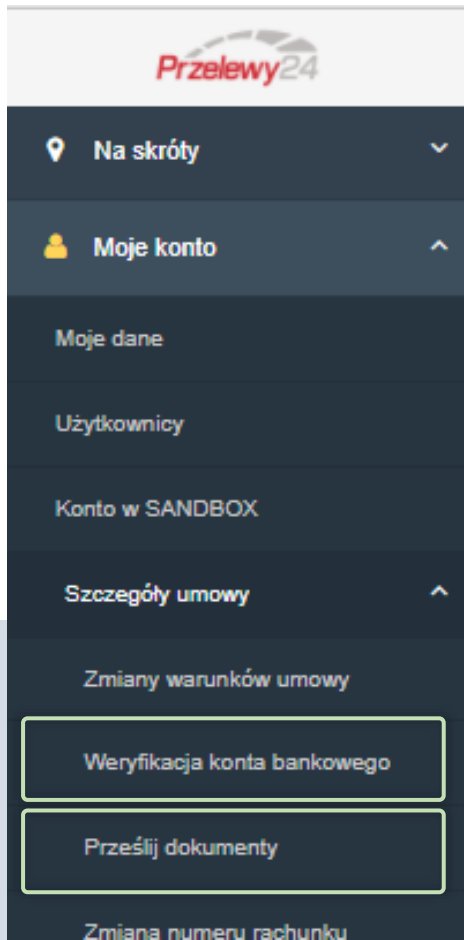 Przelewy24
Na skróty
Moje konto
Moje dane
Użytkownicy
Konto w SANDBOX
Szczegóły umowy
Zmiany warunków umowy
Weryfikacja konta bankowego
Prześlij dokumenty
Zmiana numeru rachunku